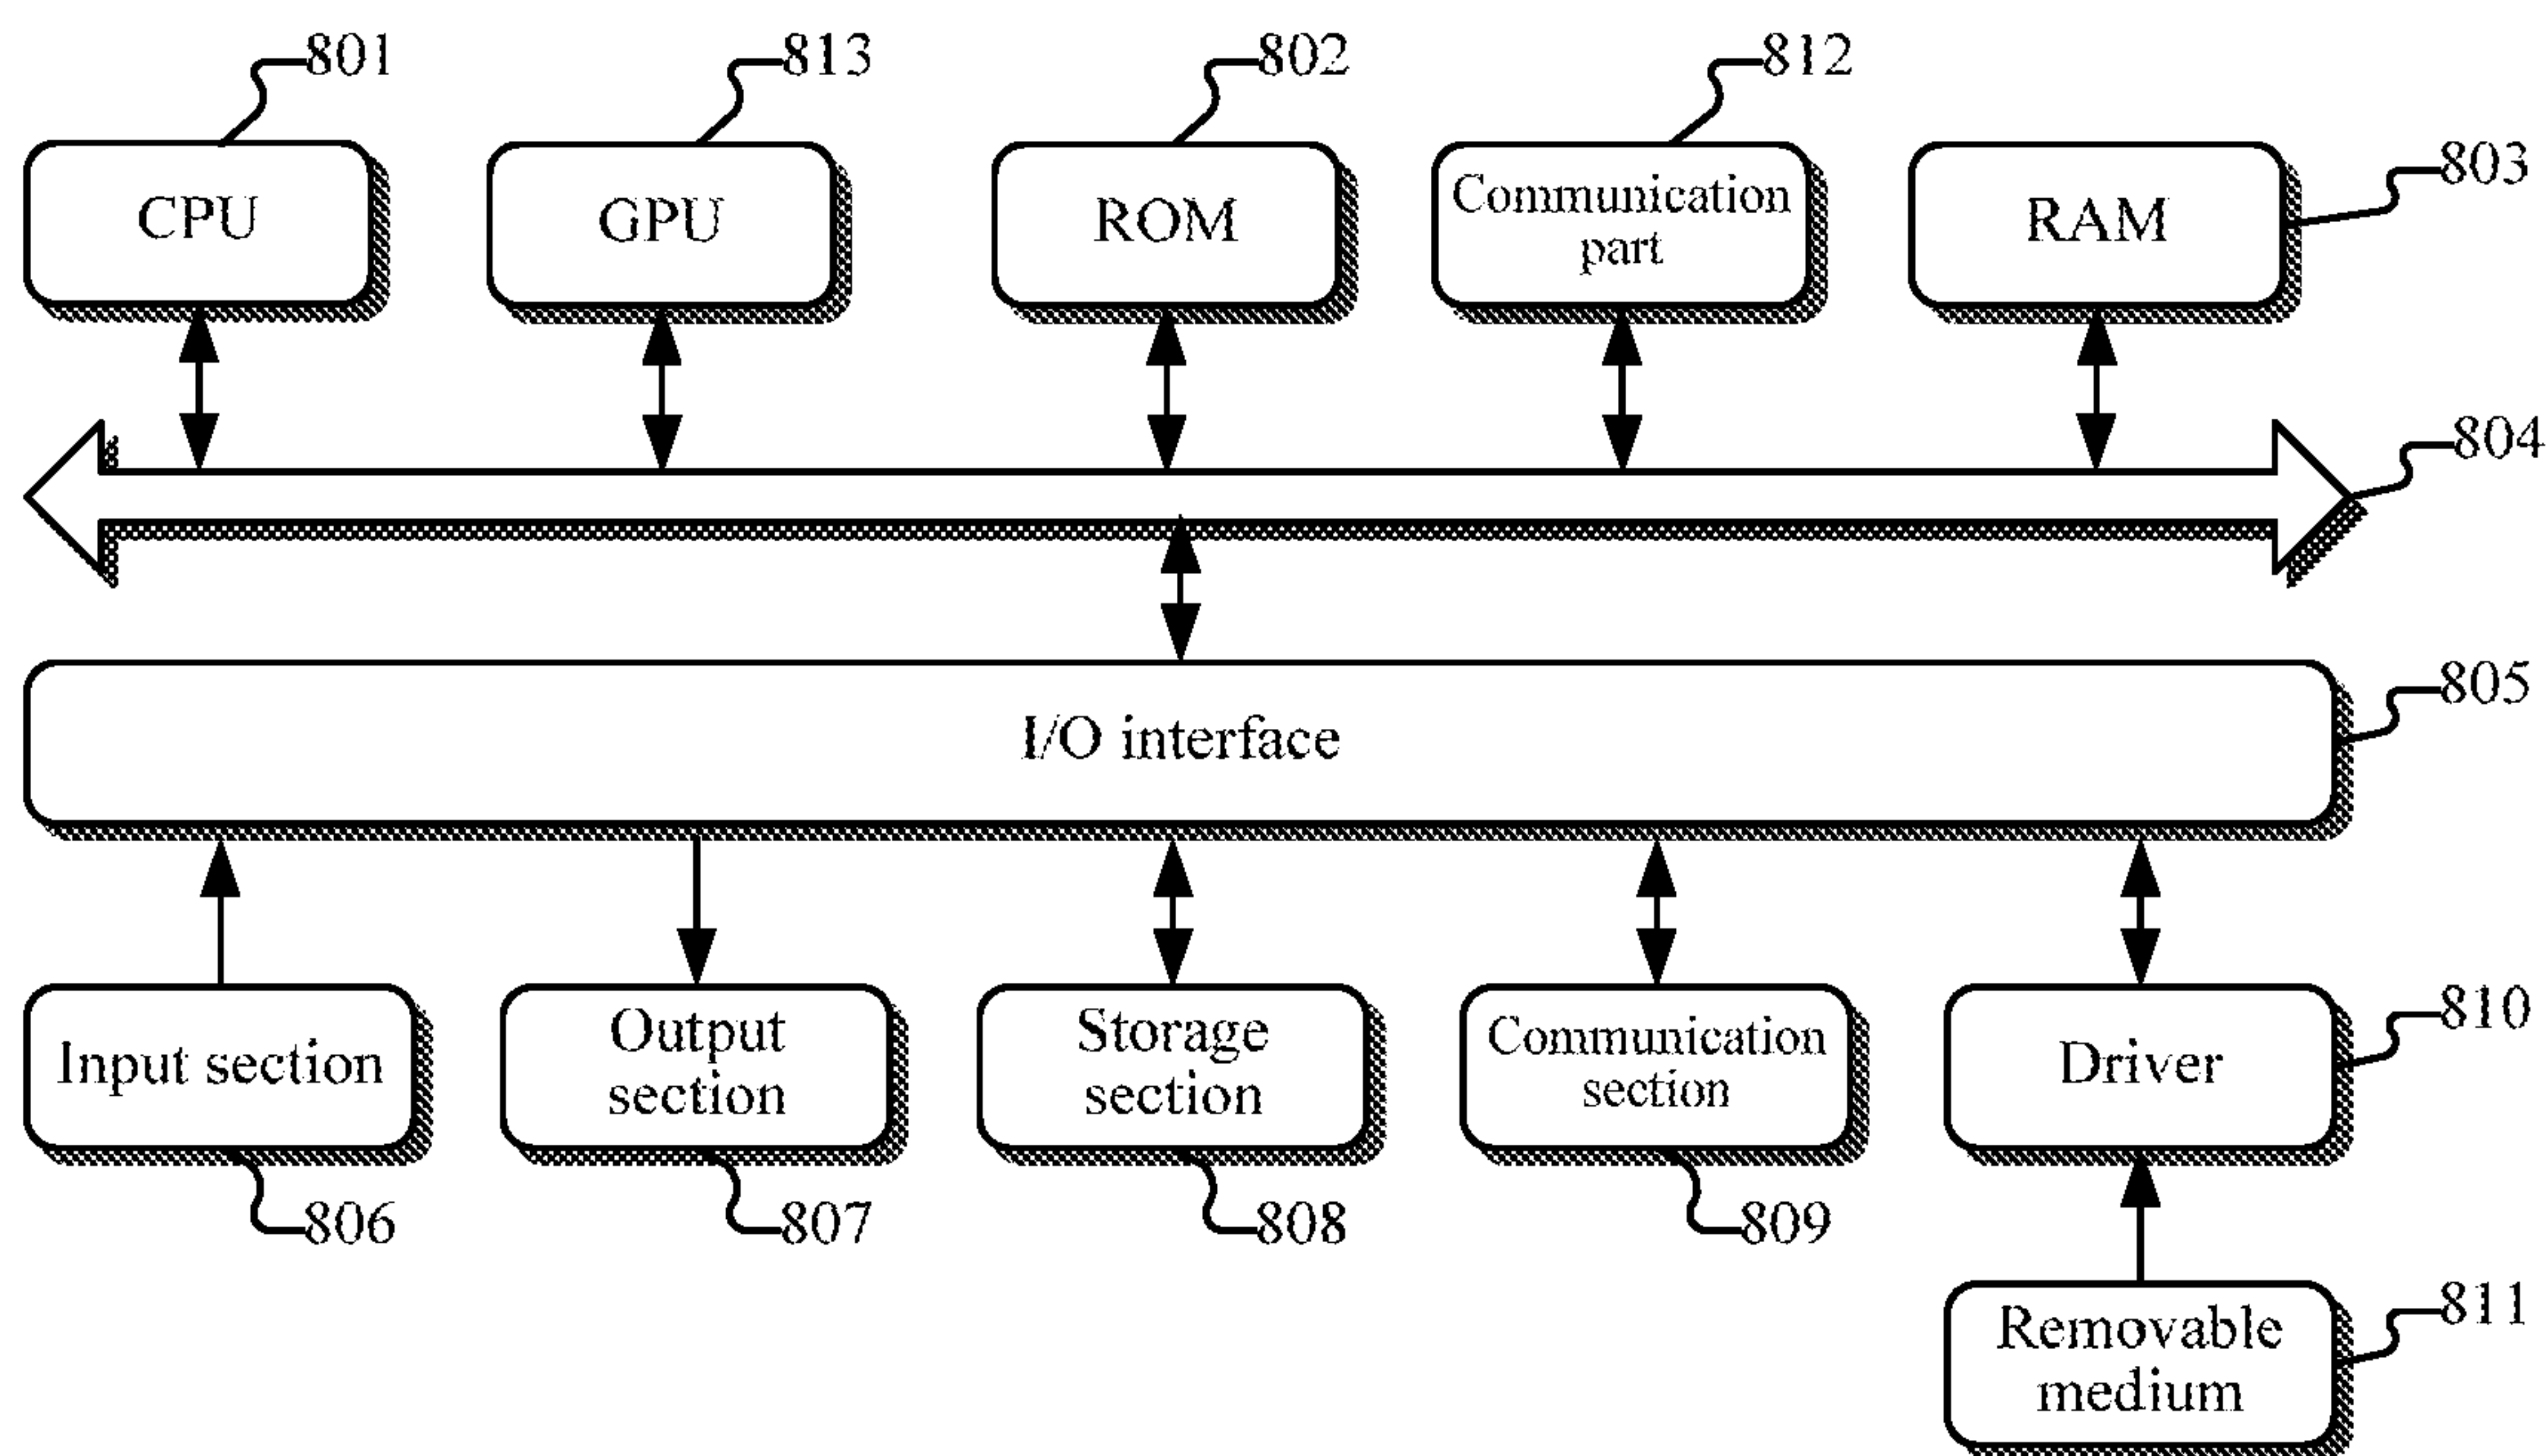 801
813
802
812
CPU
GPU
ROM
Communication
part
RAM
803
804
I/O interface
805
Input section
Output
section
Storage
section
Communication
section
Driver
810
806
807
808
809
Removable
medium
811